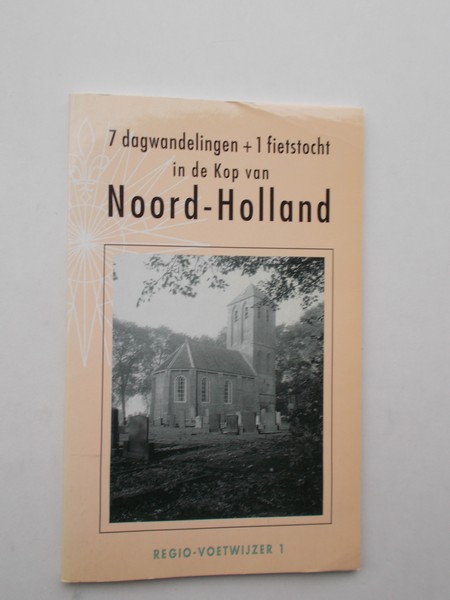 7 dagwandelingen + 1 fietstocht
in de Kop van
Noord-Holland
REGIO-VOETWIJZER 1